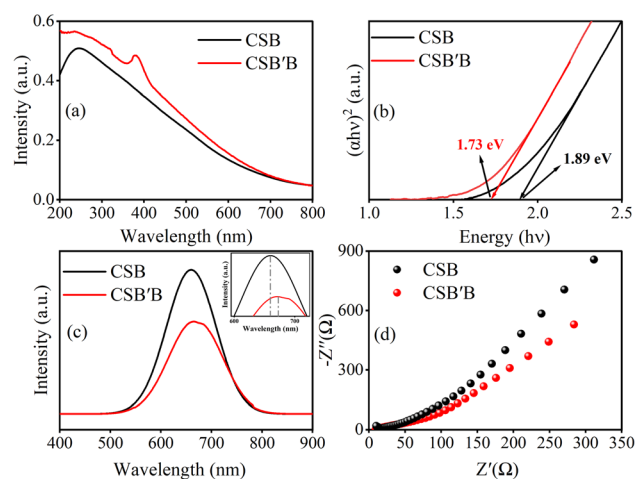 0.6
0.4
0.2
0.0
Intensity (a.u.)
CSB
CSB'B
(a)
200 300 400 500 600 700 800
Wavelength (nm)
(αhν)² (a.u.)
CSB
CSB'B
(b)
1.73 eV
1.89 eV
1.0 1.5 2.0 2.5
Energy (hν)
Intensity (a.u.)
CSB
CSB'B
(c)
Intensity (a.u.)
600 700
Wavelength (nm)
400 500 600 700 800 900
Wavelength (nm)
-900
-600
-300
0
-Z''(Ω)
CSB
CSB'B
(d)
0 50 100 150 200 250 300 350
Z'(Ω)